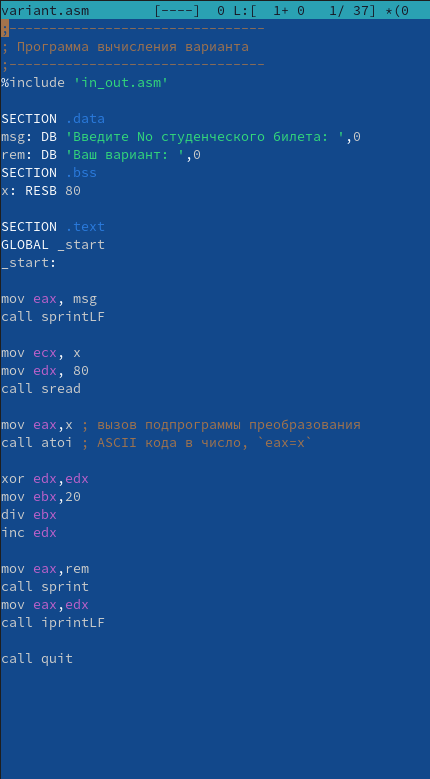 variant.asm [----] 0 L:[ 1+ 0 1/ 37] *(0
;--------------------------------
; Программа вычисления варианта
;--------------------------------
%include 'in_out.asm'
SECTION .data
msg: DB 'Введите No студенческого билета: ',0
rem: DB 'Ваш вариант: ',0
SECTION .bss
x: RESB 80
SECTION .text
GLOBAL _start
_start:
mov eax, msg
call sprintLF
mov ecx, x
mov edx, 80
call sread
mov eax,x ; вызов подпрограммы преобразования
call atoi ; ASCII кода в число, `eax=x`
xor edx,edx
mov ebx,20
div ebx
inc edx
mov eax,rem
call sprint
mov eax,edx
call iprintLF
call quit